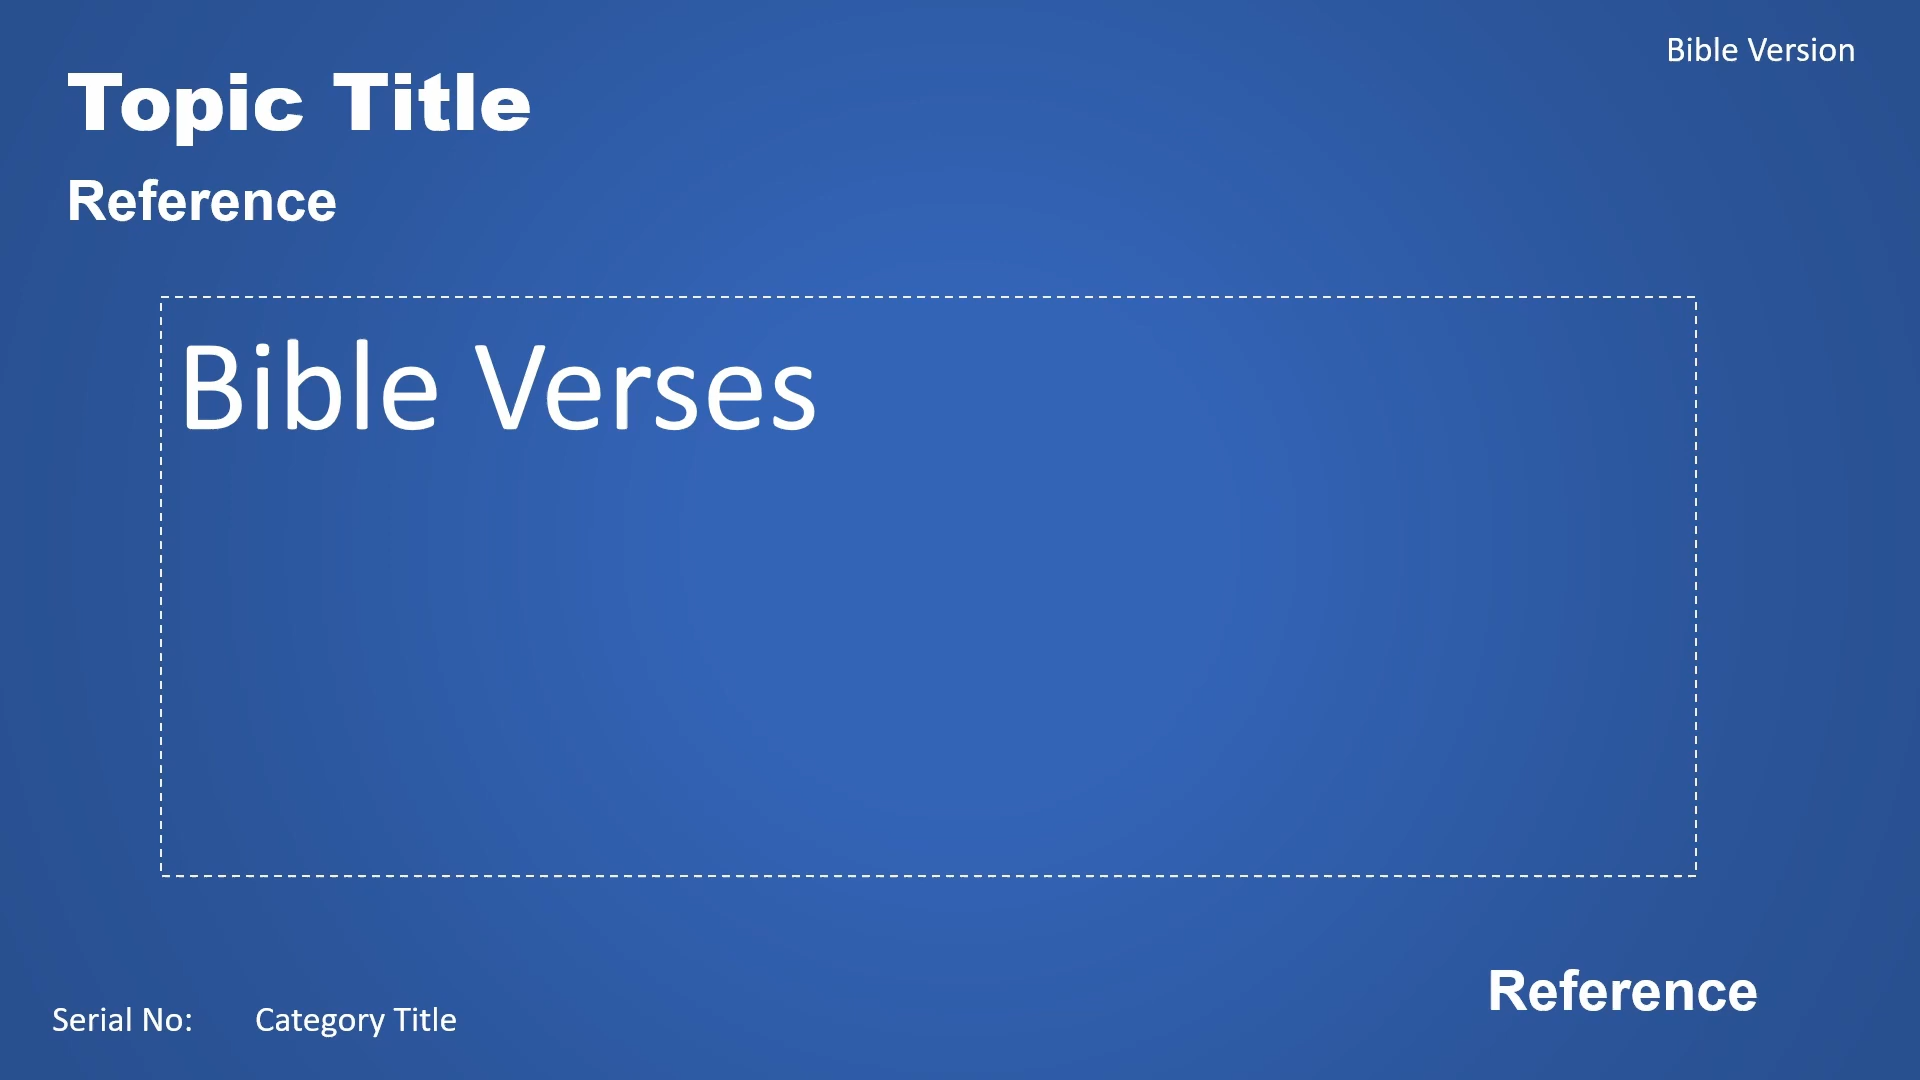 Bible Version
Topic Title
Reference
Bible Verses
Reference
Serial No: Category Title